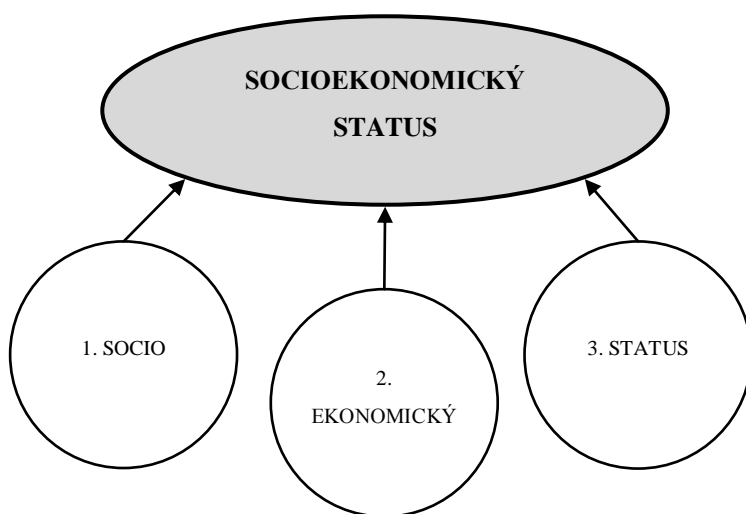 SOCIOEKONOMICKÝ
STATUS
1. SOCIO
2.
EKONOMICKÝ
3. STATUS